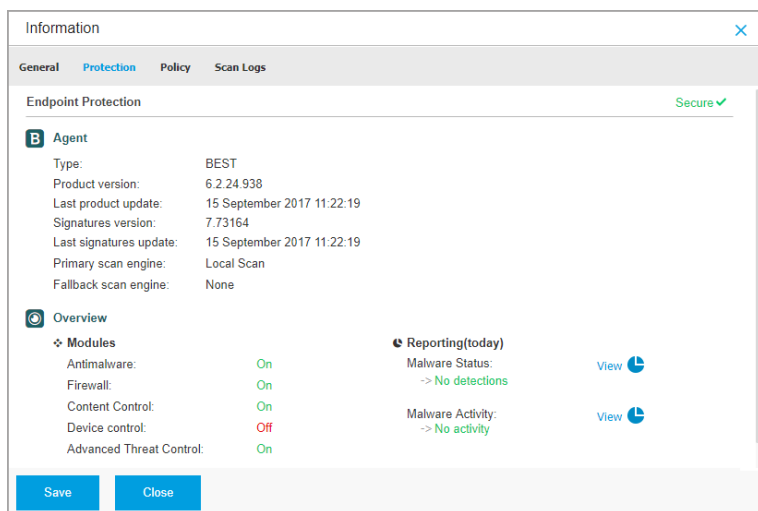 Information
General Protection Policy Scan Logs
Endpoint Protection Secure
B Agent
Type: BEST
Product version: 6.2.24.938
Last product update: 15 September 2017 11:22:19
Signatures version: 7.73164
Last signatures update: 15 September 2017 11:22:19
Primary scan engine: Local Scan
Fallback scan engine: None
Overview
Modules
Antimalware: On
Firewall: On
Content Control: On
Device control: Off
Advanced Threat Control: On
Reporting(today)
Malware Status: View
-> No detections
Malware Activity: View
-> No activity
Save Close